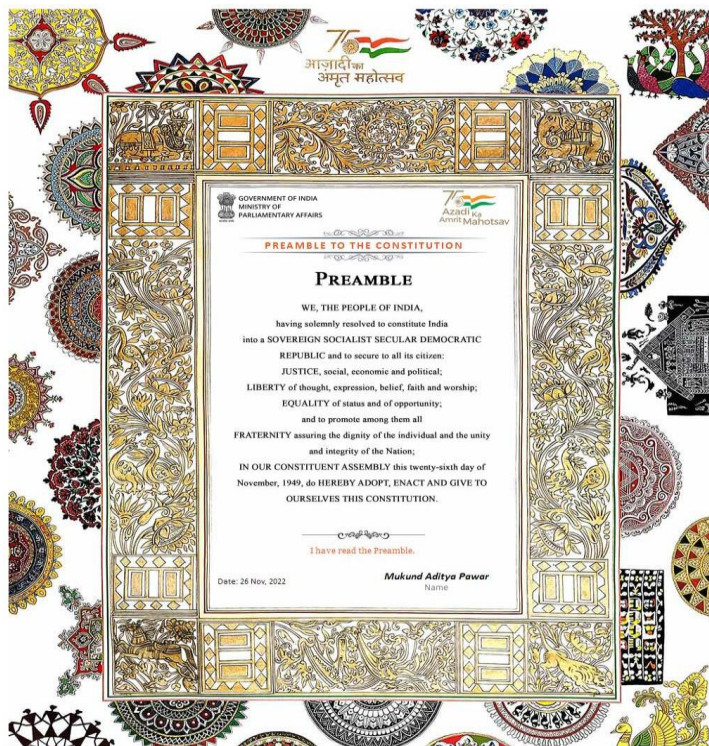 75
आज़ादी का
अमृत महोत्सव
GOVERNMENT OF INDIA
MINISTRY OF
PARLIAMENTARY AFFAIRS
75
Azadi Ka
Amrit Mahotsav
PREAMBLE TO THE CONSTITUTION
PREAMBLE
WE, THE PEOPLE OF INDIA,
having solemnly resolved to constitute India
into a SOVEREIGN SOCIALIST SECULAR DEMOCRATIC
REPUBLIC and to secure to all its citizen:
JUSTICE, social, economic and political;
LIBERTY of thought, expression, belief, faith and worship;
EQUALITY of status and of opportunity;
and to promote among them all
FRATERNITY assuring the dignity of the individual and the unity
and integrity of the Nation;
IN OUR CONSTITUENT ASSEMBLY this twenty-sixth day of
November, 1949, do HEREBY ADOPT, ENACT AND GIVE TO
OURSELVES THIS CONSTITUTION.
I have read the Preamble.
Date: 26 Nov, 2022
Mukund Aditya Pawar
Name